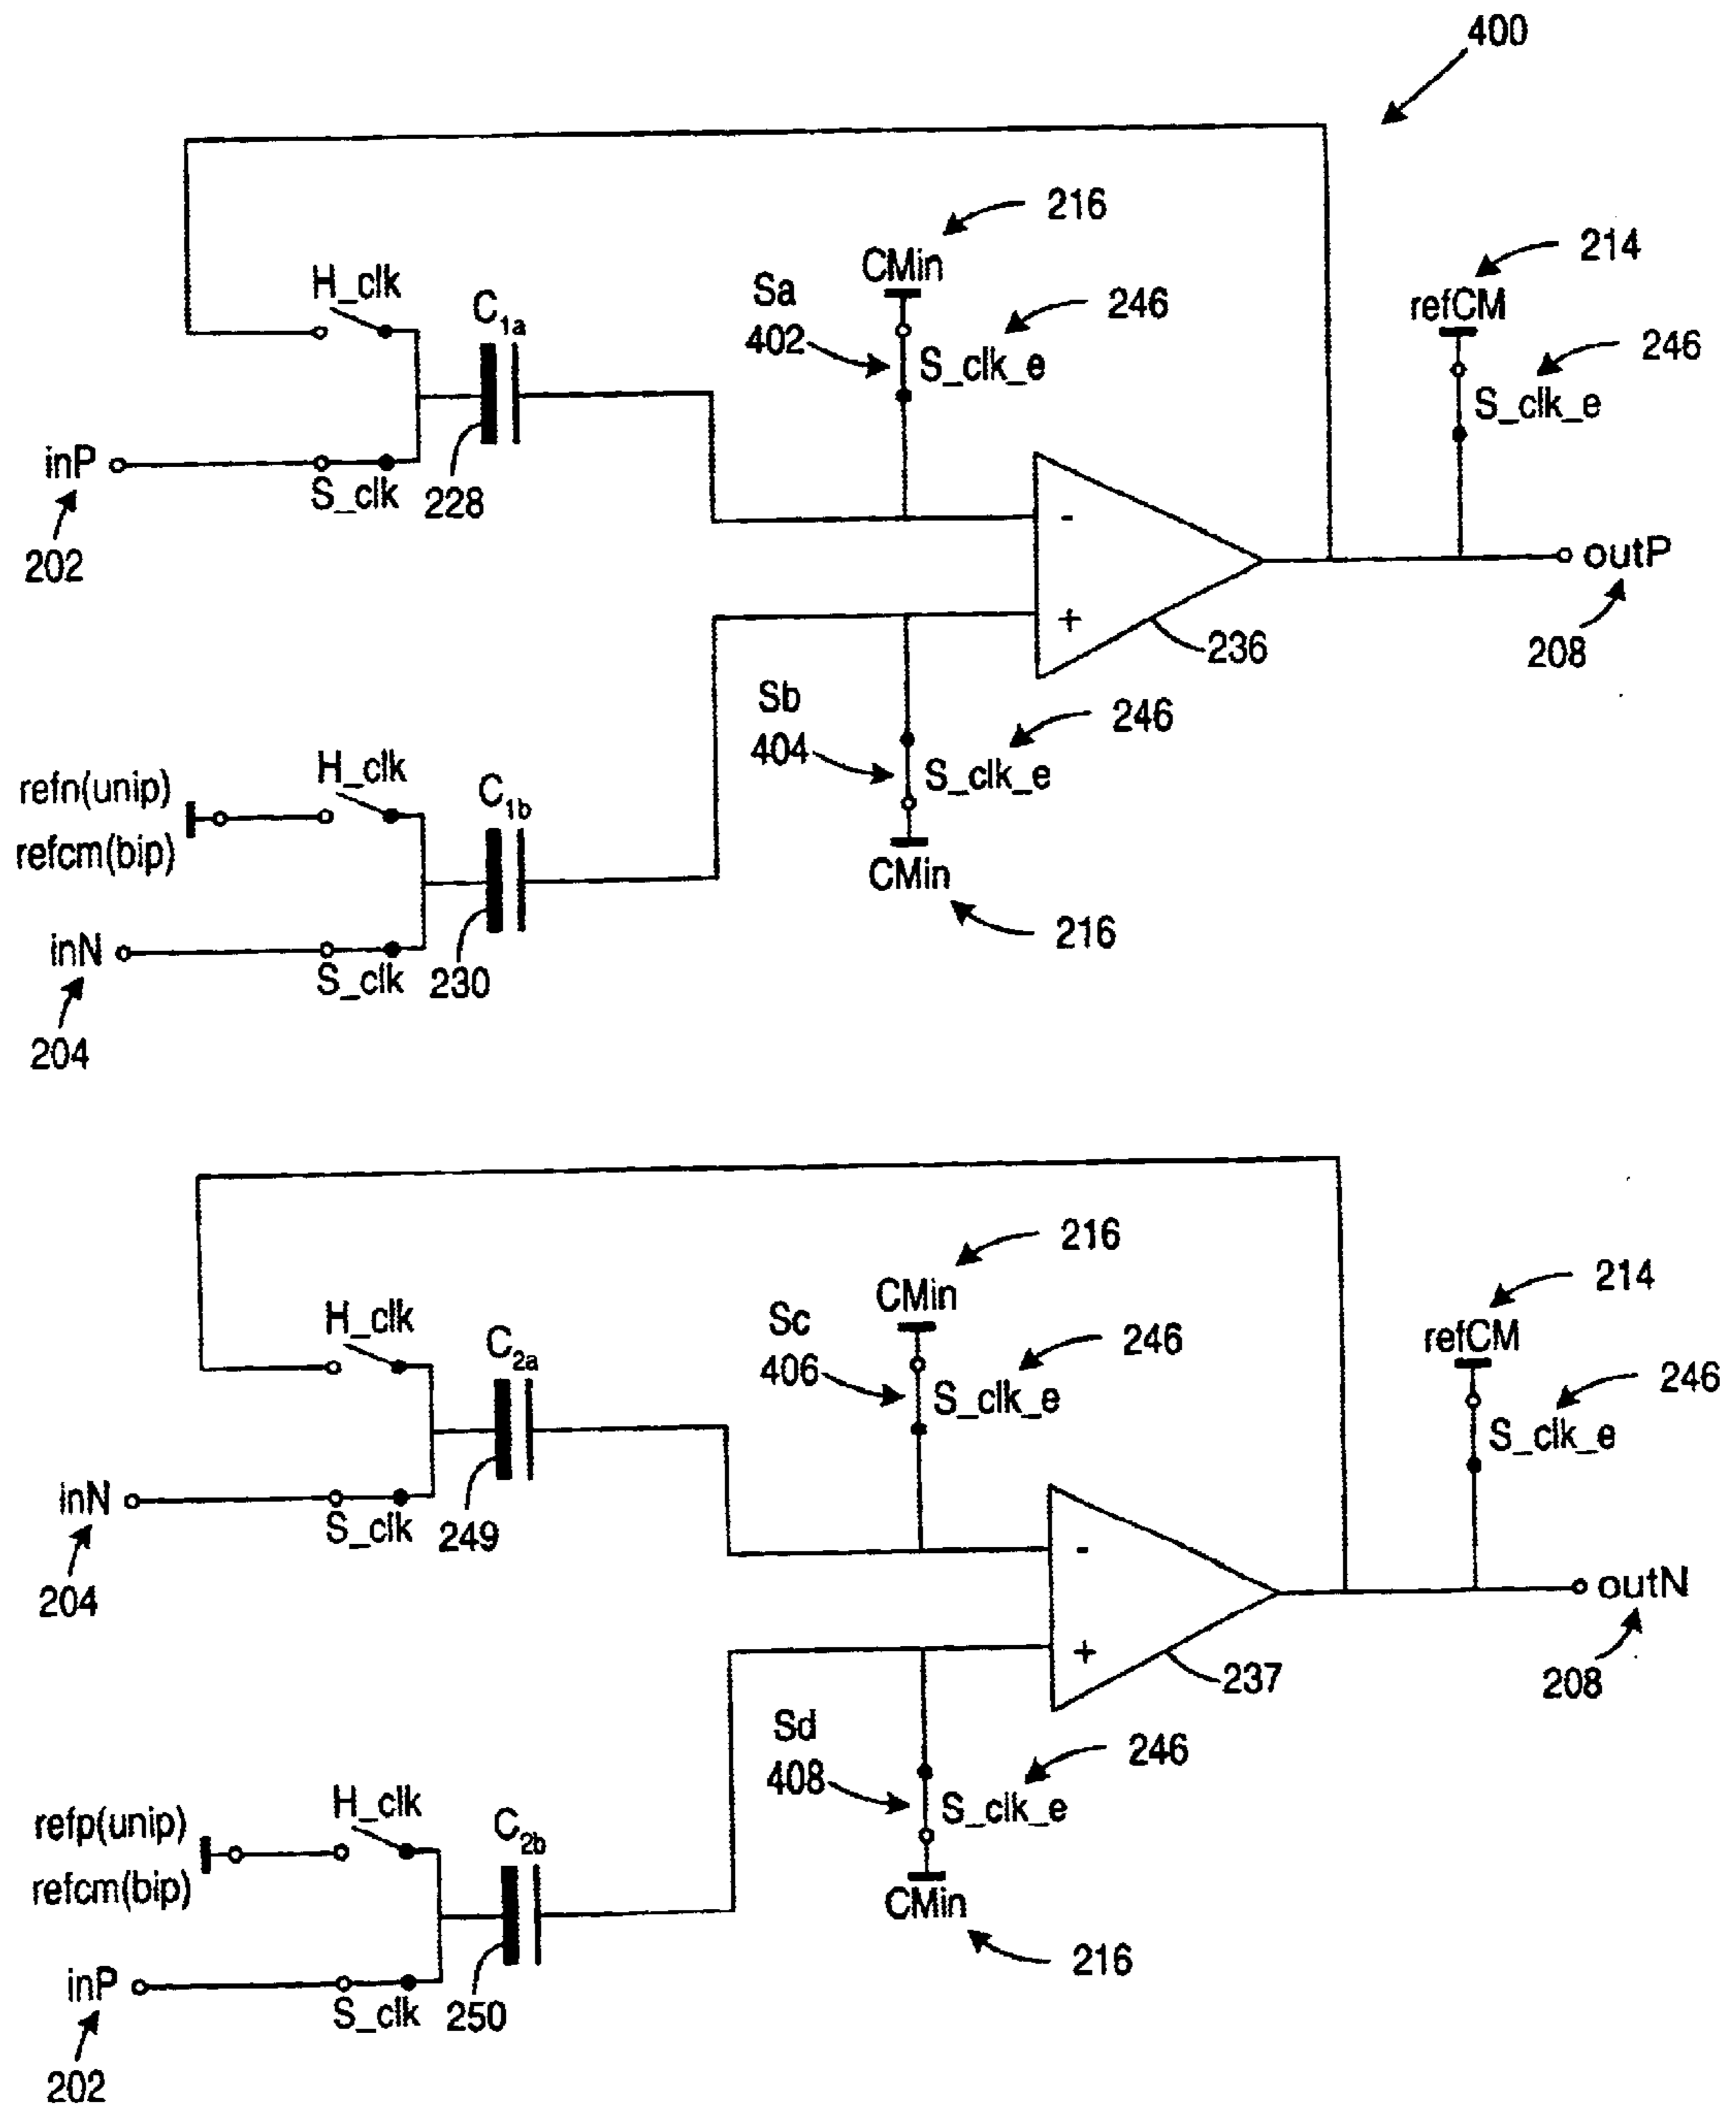 400
216
CMin
214
refCM
Sa
402
246
S_clk_e
246
S_clk_e
H_clk
C1a
inP
S_clk
228
202
-
+
outP
208
236
Sb
404
246
S_clk_e
CMin
216
refn(unip)
refcm(bip)
H_clk
C1b
inN
S_clk
230
204
216
CMin
214
refCM
Sc
406
246
S_clk_e
246
S_clk_e
H_clk
C2a
inN
S_clk
249
204
-
+
outN
208
237
Sd
408
246
S_clk_e
CMin
216
refp(unip)
refcm(bip)
H_clk
C2b
inP
S_clk
250
202